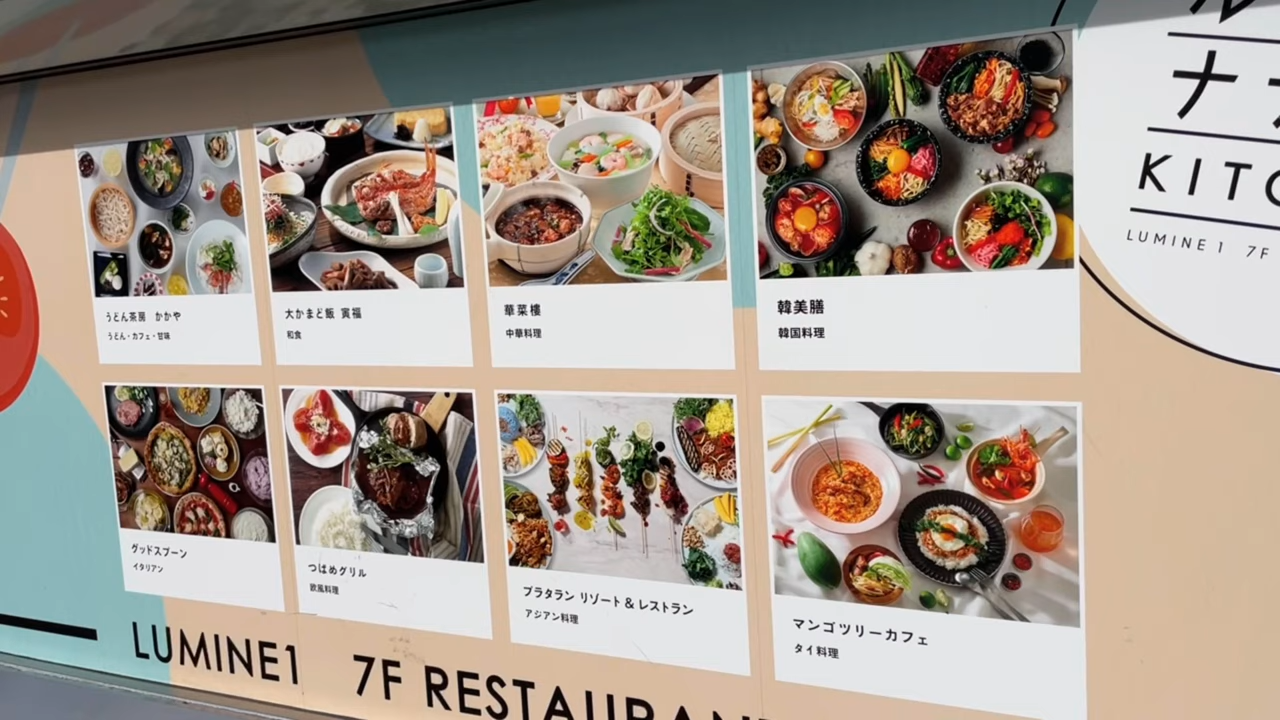 うどん茶房 かかや
うどん・カフェ・甘味
大かまど飯 寅福
和食
華菜樓
中華料理
韓美膳
韓国料理
グッドスプーン
イタリアン
つばめグリル
欧風料理
プラタラン リゾート & レストラン
アジアン料理
マンゴツリーカフェ
タイ料理
LUMINE1 7F RESTAURAN
ナ
KITC
LUMINE1 7F